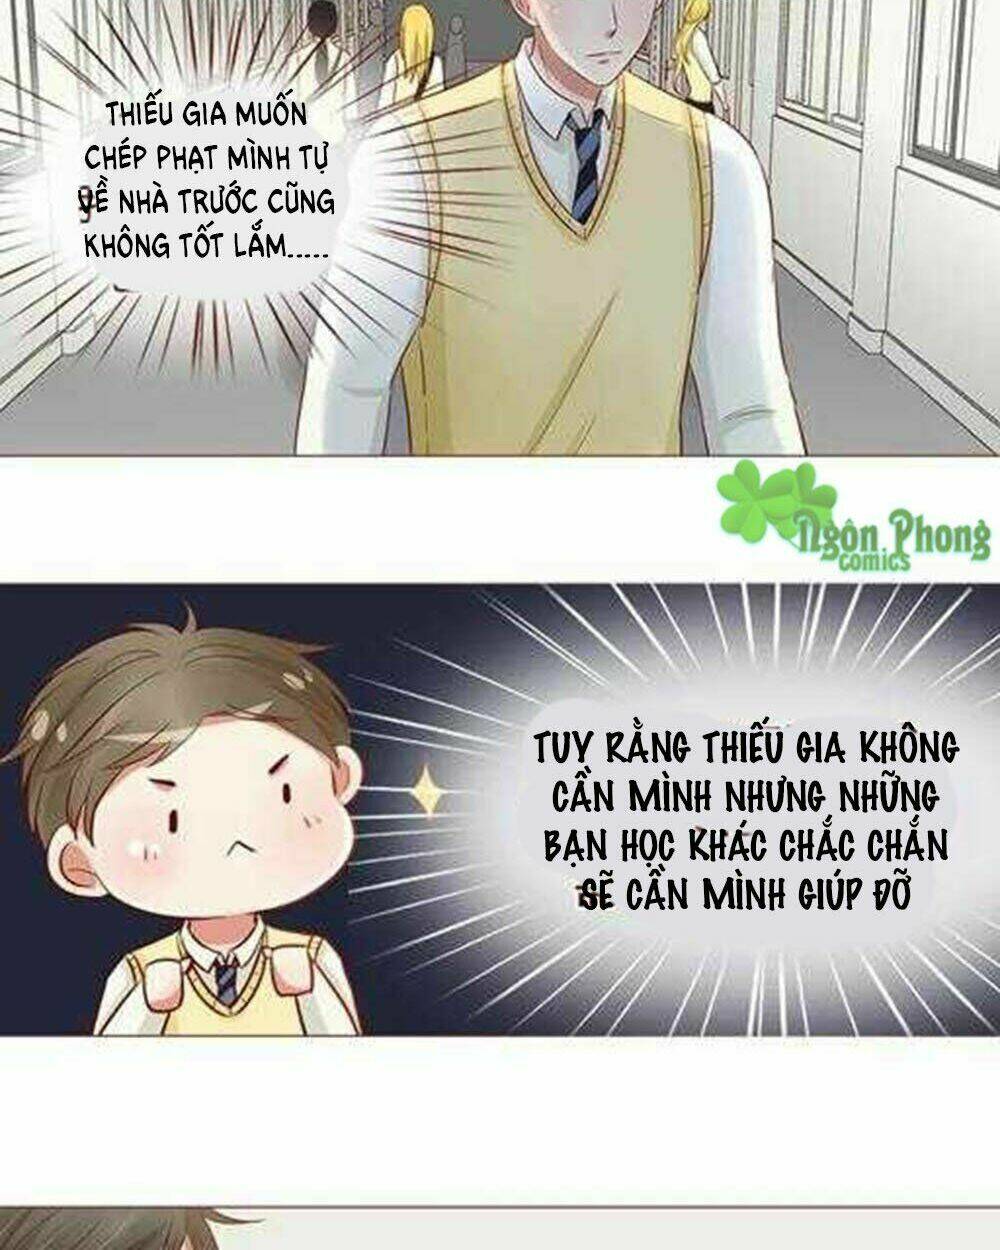 THIẾU GIA MUỐN
CHÉP PHẠT MÌNH TỰ
VỀ NHÀ TRƯỚC CŨNG
KHÔNG TỐT LẮM.....
Ngôn Phong
comics
TUY RẰNG THIẾU GIA KHÔNG
CẦN MÌNH NHƯNG NHỮNG
BẠN HỌC KHÁC CHẮC CHẮN
SẼ CẦN MÌNH GIÚP ĐỠ